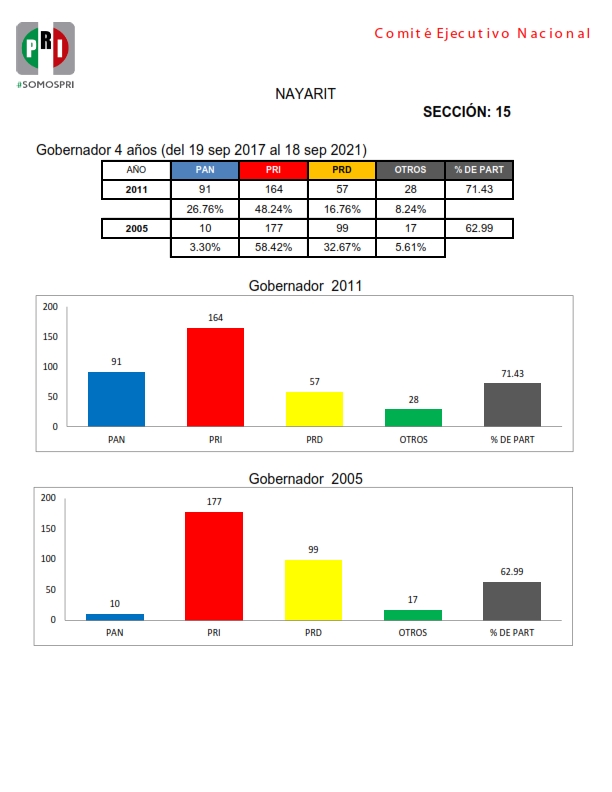 PRI
#SOMOSPRI
Comité Ejecutivo Nacional
NAYARIT
SECCIÓN: 15
Gobernador 4 años (del 19 sep 2017 al 18 sep 2021)
AÑO PAN PRI PRD OTROS % DE PART
2011 91 164 57 28 71.43
26.76% 48.24% 16.76% 8.24%
2005 10 177 99 17 62.99
3.30% 58.42% 32.67% 5.61%
Gobernador 2011
200
150
100
50
0
91
164
57
28
71.43
PAN PRI PRD OTROS % DE PART
Gobernador 2005
200
150
100
50
0
10
177
99
17
62.99
PAN PRI PRD OTROS % DE PART